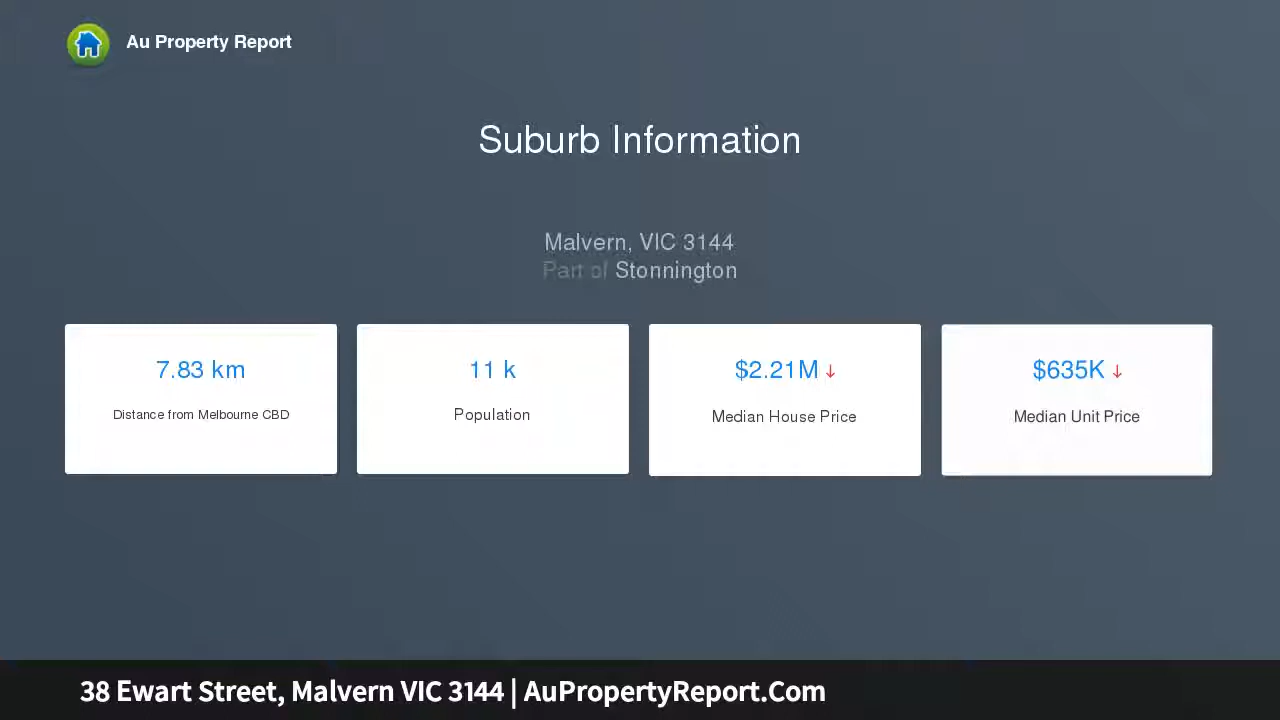 Au Property Report
Suburb Information
Malvern, VIC 3144
Part of Stonnington
7.83 km
Distance from Melbourne CBD
11 k
Population
$2.21M ↓
Median House Price
$635K ↓
Median Unit Price
38 Ewart Street, Malvern VIC 3144 | AuPropertyReport.Com